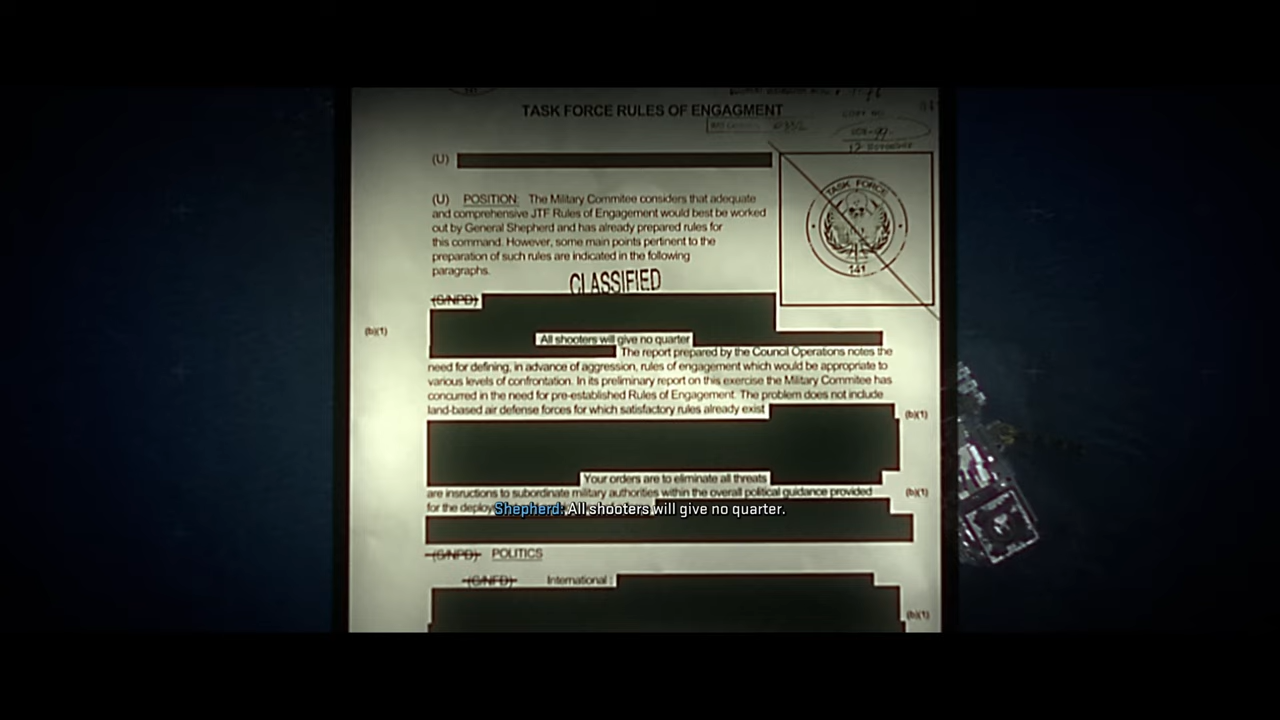 TASK FORCE RULES OF ENGAGMENT
COPY NO.
(U)
(U) POSITION: The Military Commitee considers that adequate
and comprehensive JTF Rules of Engagement would best be worked
out by General Shepherd and has already prepared rules for
this command. However, some main points pertinent to the
preparation of such rules are indicated in the following
paragraphs.
TASK FORCE
141
CLASSIFIED
(S/NPD)
(b)(1)
All shooters will give no quarter
The report prepared by the Council Operations notes the
need for defining, in advance of aggression, rules of engagement which would be appropriate to
various levels of confrontation. In its preliminary report on this exercise the Military Commitee has
concurred in the need for pre-established Rules of Engagement. The problem does not include
land-based air defense forces for which satisfactory rules already exist
(b)(1)
Your orders are to eliminate all threats
are insructions to subordinate military authorities within the overall political guidance provided
(b)(1)
for the deploy
Shepherd: All shooters will give no quarter.
(S/NPD) POLITICS
International :
(b)(1)